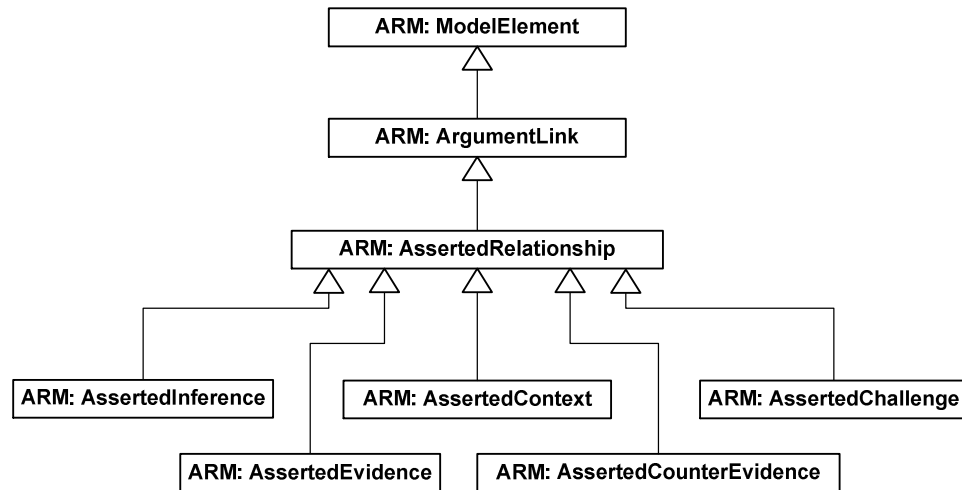 ARM: ModelElement
ARM: ArgumentLink
ARM: AssertedRelationship
ARM: AssertedInference
ARM: AssertedContext
ARM: AssertedChallenge
ARM: AssertedEvidence
ARM: AssertedCounterEvidence